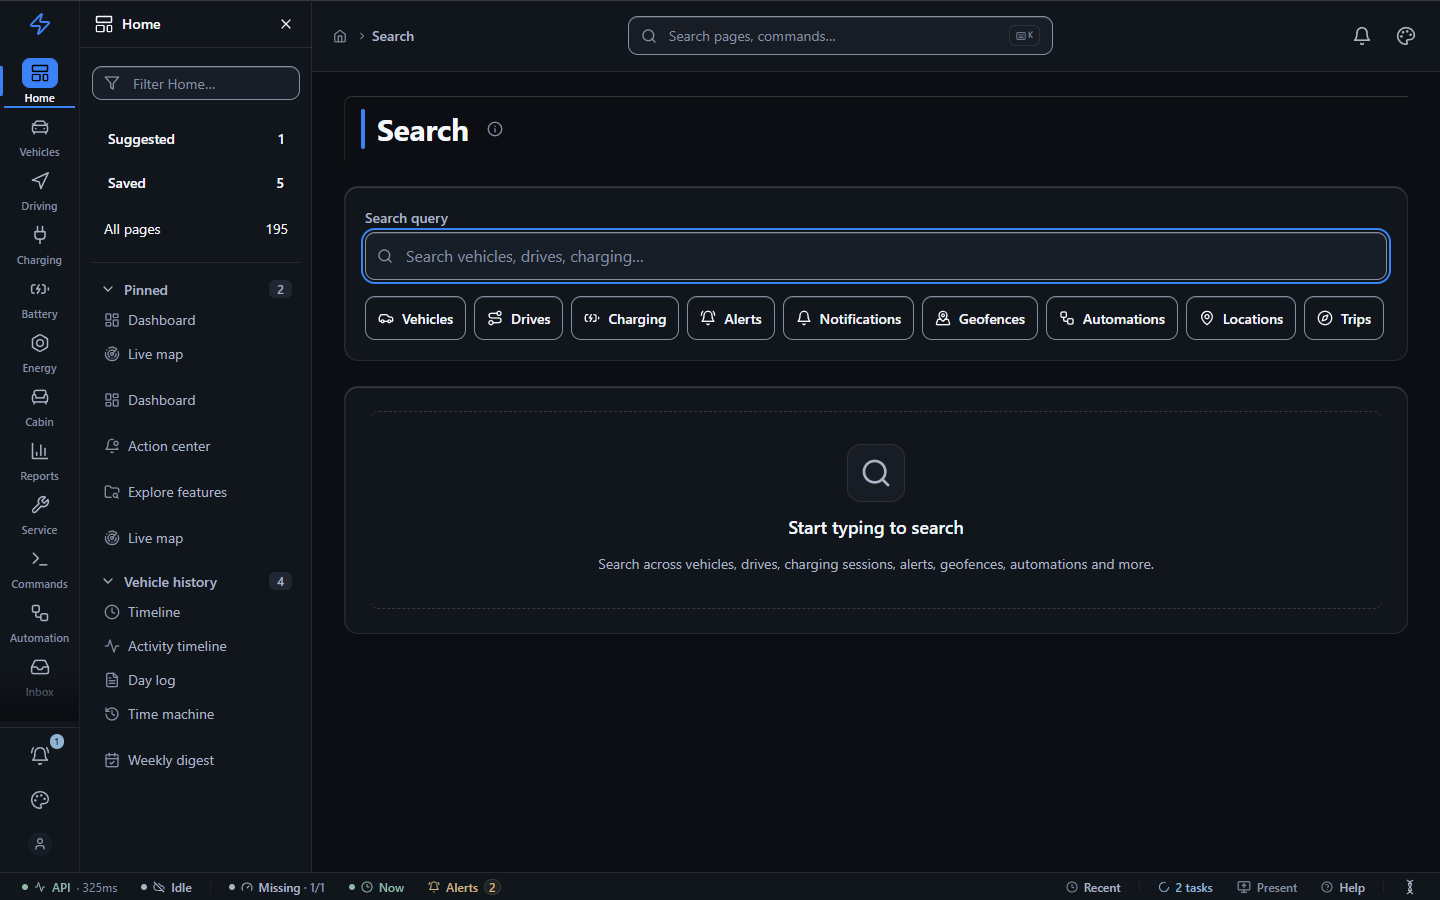 Home
Vehicles
Driving
Charging
Battery
Energy
Cabin
Reports
Service
Commands
Automation
Inbox
1
Home
Filter Home...
Suggested 1
Saved 5
All pages 195
Pinned 2
Dashboard
Live map
Dashboard
Action center
Explore features
Live map
Vehicle history 4
Timeline
Activity timeline
Day log
Time machine
Weekly digest
Search
Search pages, commands... K
Search
Search query
Search vehicles, drives, charging...
Vehicles Drives Charging Alerts Notifications Geofences Automations Locations Trips
Start typing to search
Search across vehicles, drives, charging sessions, alerts, geofences, automations and more.
API · 325ms Idle Missing · 1/1 Now Alerts 2 Recent 2 tasks Present Help